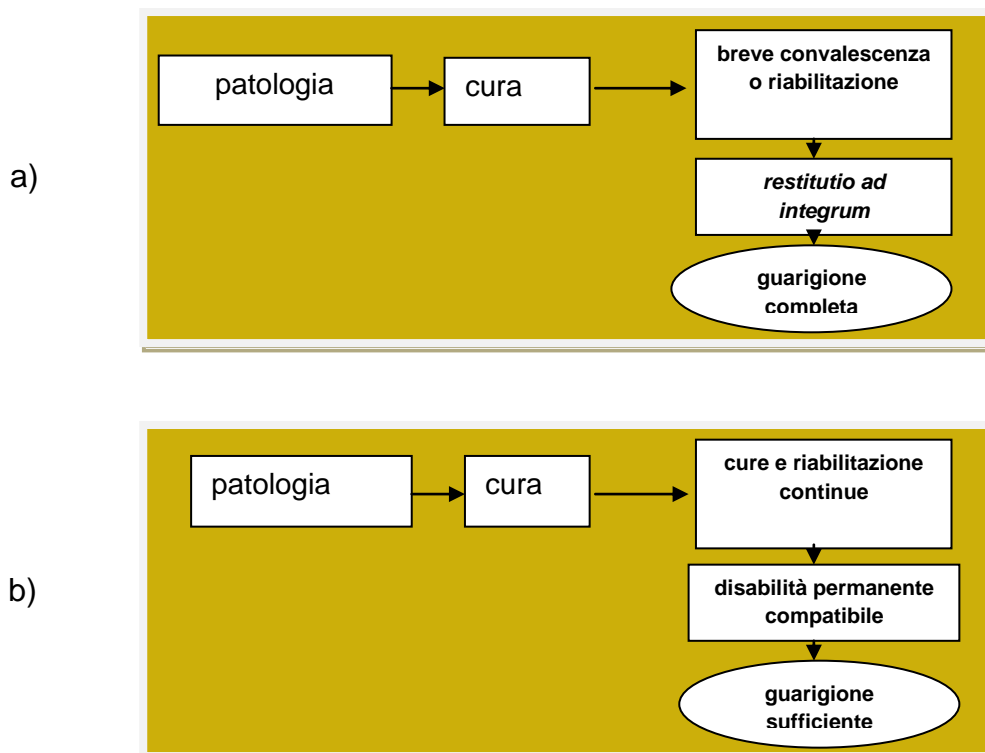 a)
patologia
cura
breve convalescenza
o riabilitazione
restitutio ad
integrum
guarigione
completa
b)
patologia
cura
cure e riabilitazione
continue
disabilità permanente
compatibile
guarigione
sufficiente